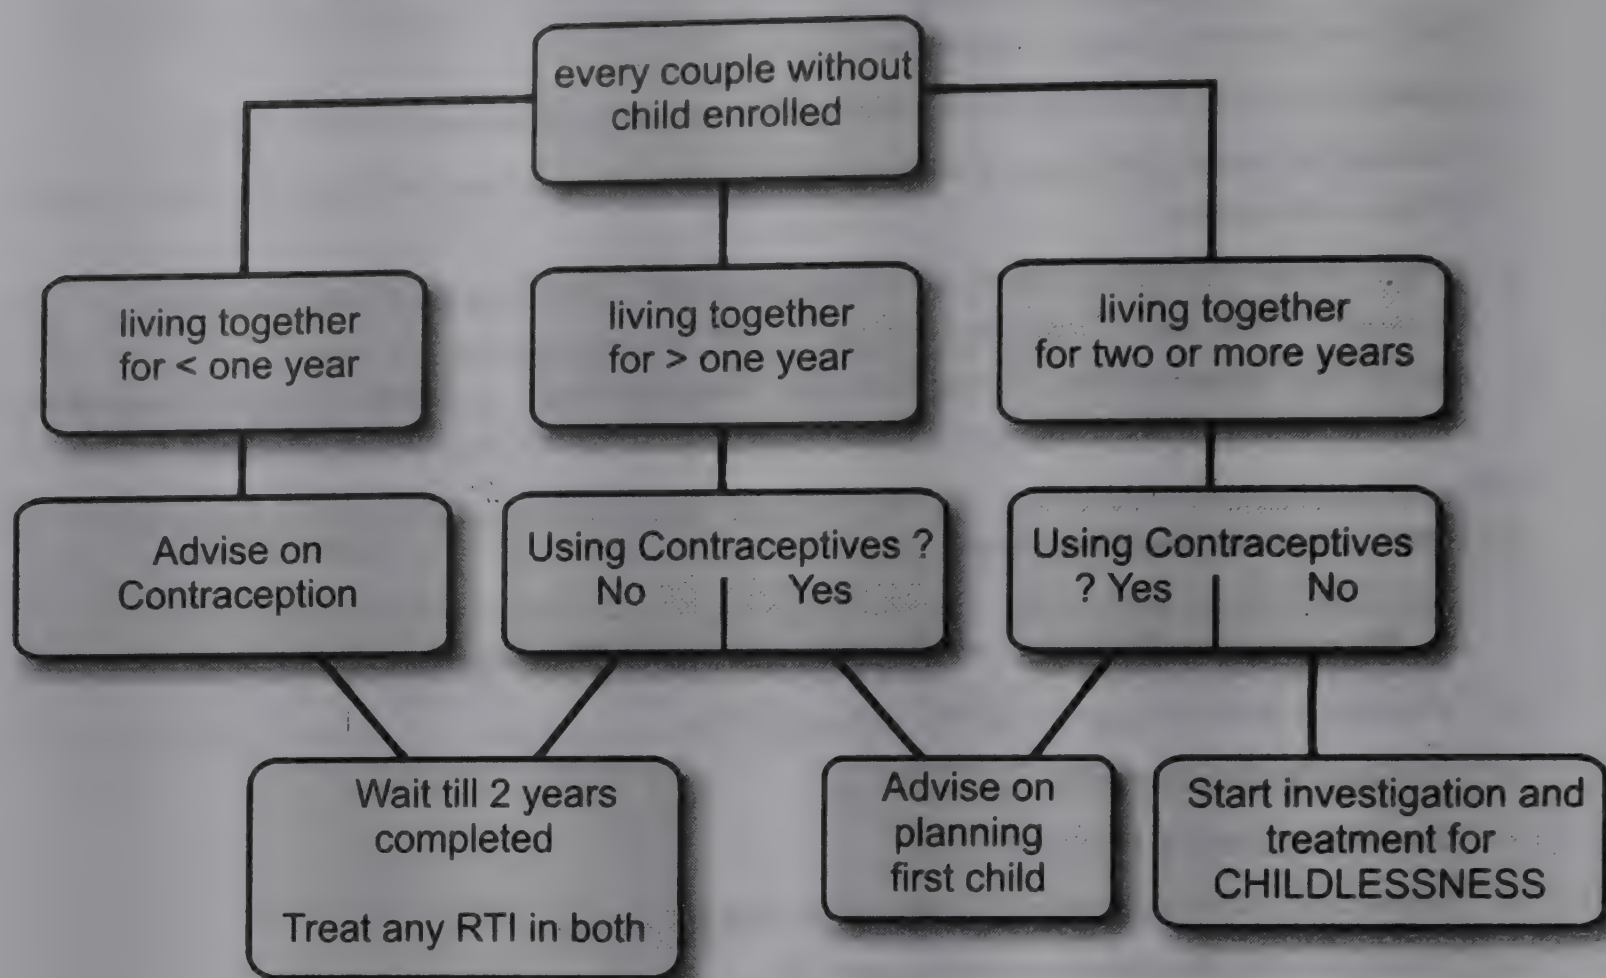 every couple without
child enrolled
living together
for < one year
living together
for > one year
living together
for two or more years
Advise on
Contraception
Using Contraceptives ?
No Yes
Using Contraceptives
? Yes No
Wait till 2 years
completed
Treat any RTI in both
Advise on
planning
first child
Start investigation and
treatment for
CHILDLESSNESS